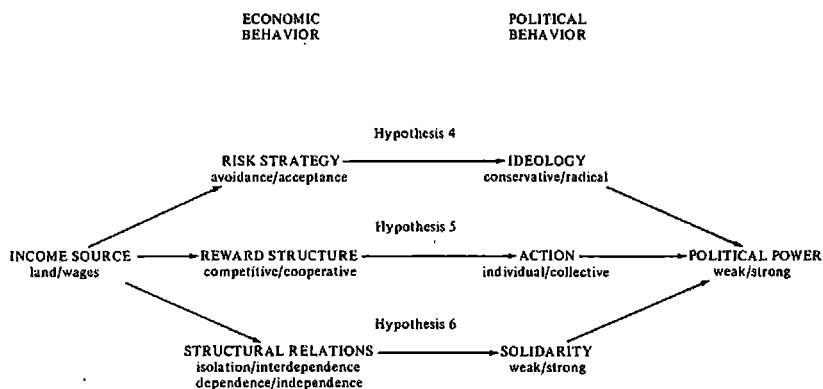 ECONOMIC
BEHAVIOR
POLITICAL
BEHAVIOR
Hypothesis 4
RISK STRATEGY
avoidance/acceptance
IDEOLOGY
conservative/radical
Hypothesis 5
INCOME SOURCE
land/wages
REWARD STRUCTURE
competitive/cooperative
ACTION
individual/collective
POLITICAL POWER
weak/strong
Hypothesis 6
STRUCTURAL RELATIONS
isolation/interdependence
dependence/independence
SOLIDARITY
weak/strong